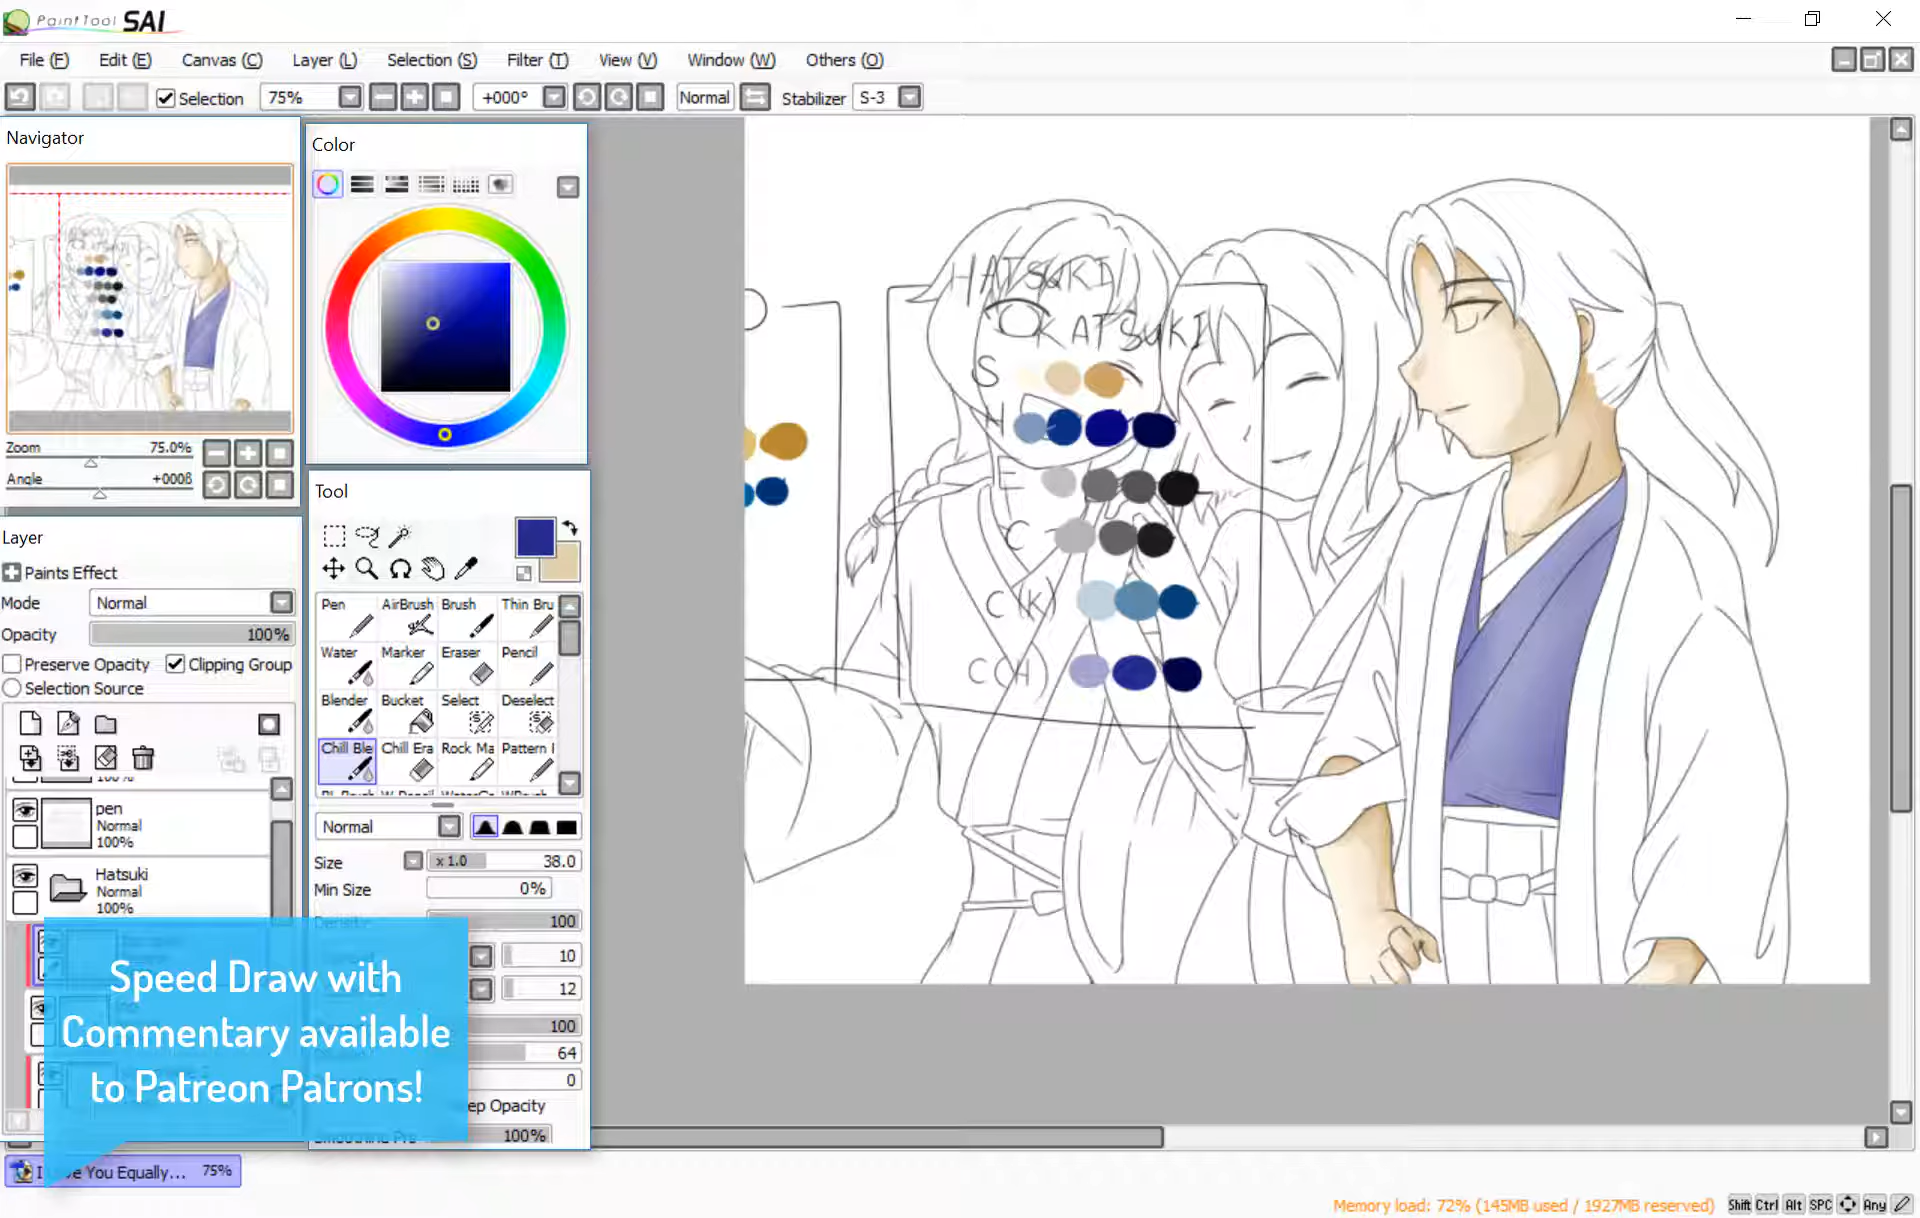 PaintTool SAI
File (F) Edit (E) Canvas (C) Layer (L) Selection (S) Filter (T) View (V) Window (W) Others (O)
Selection 75% +000° Normal Stabilizer S-3
Navigator
Zoom 75.0%
Angle +0008
Layer
Paints Effect
Mode Normal
Opacity 100%
Preserve Opacity Clipping Group
Selection Source
100%
pen
Normal
100%
Hatsuki
Normal
100%
Color
Tool
Pen AirBrush Brush Thin Bru
Water Marker Eraser Pencil
Blender Bucket Select Deselect
Chill Ble Chill Era Rock Ma Pattern
Normal
Size x 1.0 38.0
Min Size 0%
100
10
12
100
64
0
ep Opacity
100%
HATSUKI
KATSUKI
S
H
E
C
C(K)
C(H)
Speed Draw with
Commentary available
to Patreon Patrons!
You Equally... 75%
Memory load: 72% (145MB used / 1927MB reserved) Shift Ctrl Alt SPC Any